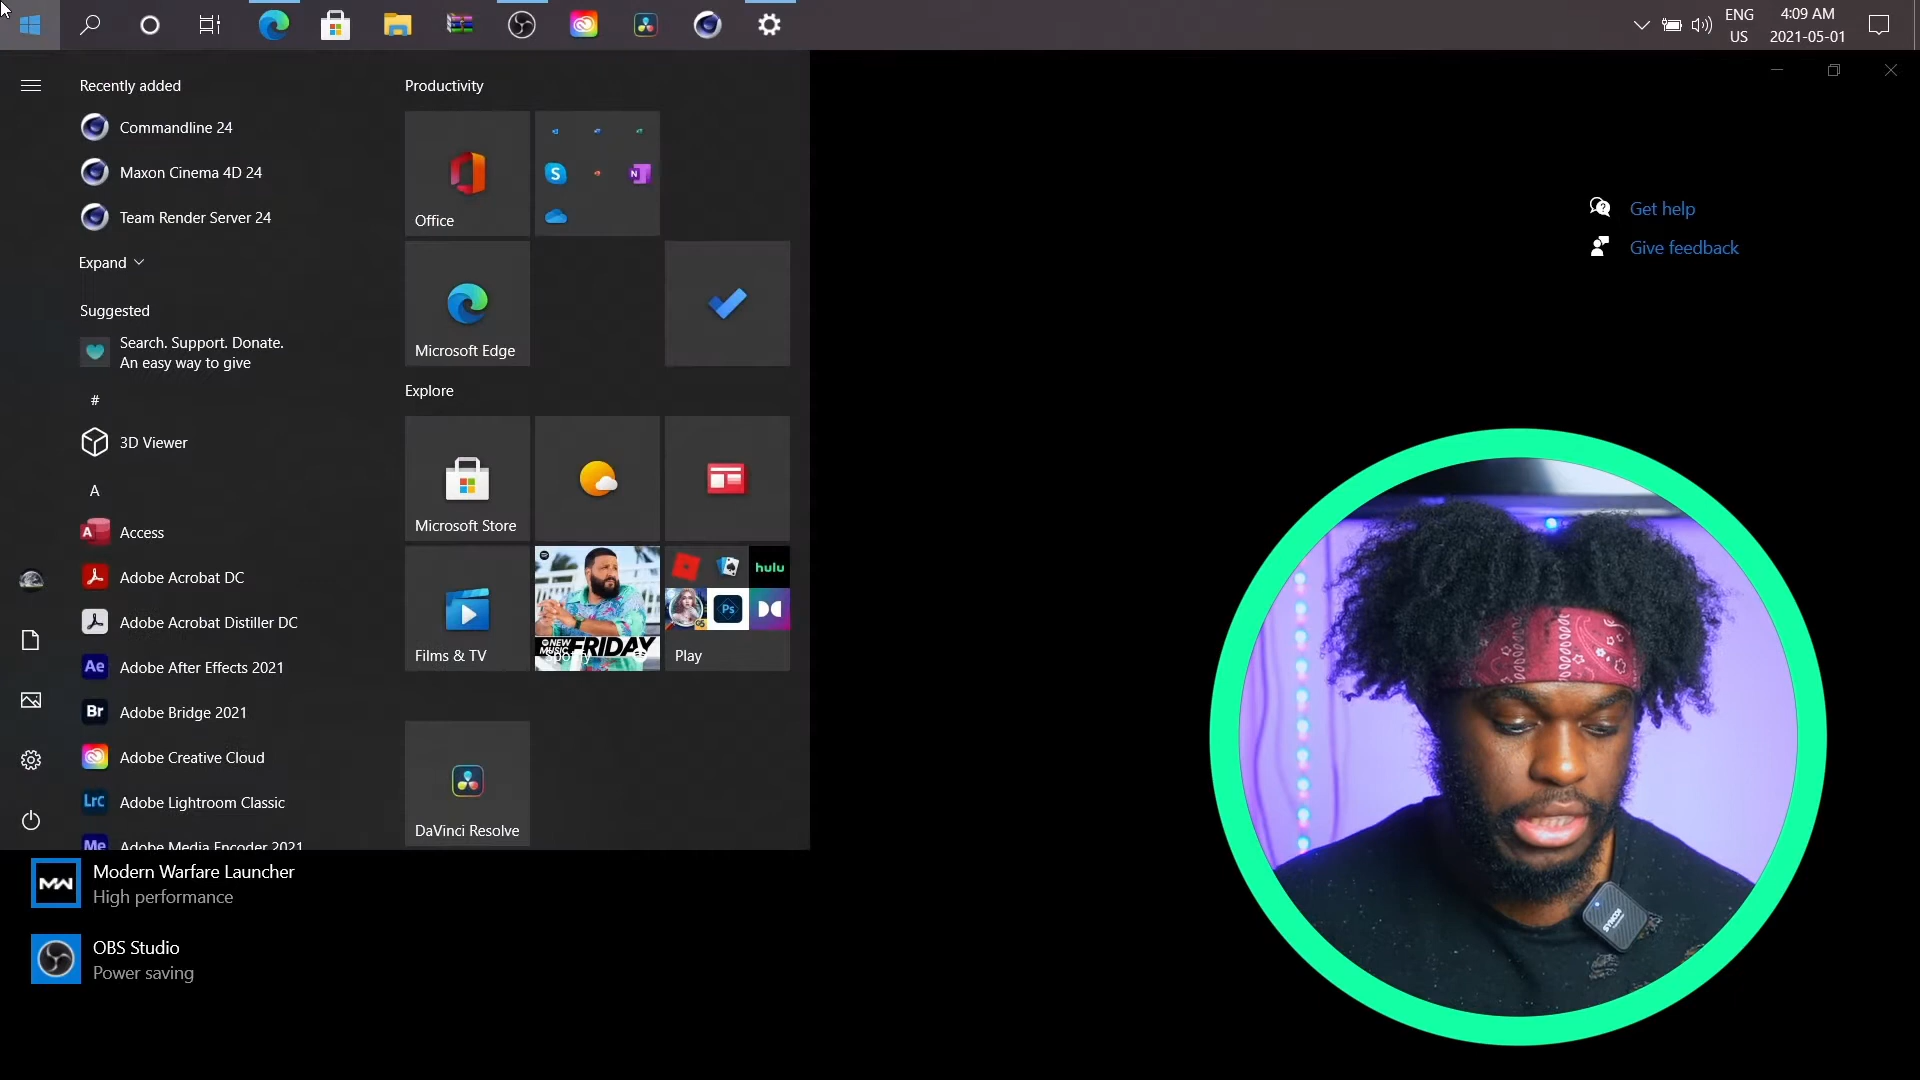 ENG
US
4:09 AM
2021-05-01
Recently added
Commandline 24
Maxon Cinema 4D 24
Team Render Server 24
Expand
Suggested
Search. Support. Donate.
An easy way to give
#
3D Viewer
A
Access
Adobe Acrobat DC
Adobe Acrobat Distiller DC
Adobe After Effects 2021
Adobe Bridge 2021
Adobe Creative Cloud
Adobe Lightroom Classic
Adobe Media Encoder 2021
Productivity
Office
Microsoft Edge
Explore
Microsoft Store
Films & TV
NEW
MUSIC
FRIDAY
Spotify
hulu
Ps
Play
DaVinci Resolve
Get help
Give feedback
MW
Modern Warfare Launcher
High performance
OBS Studio
Power saving
SYNCO